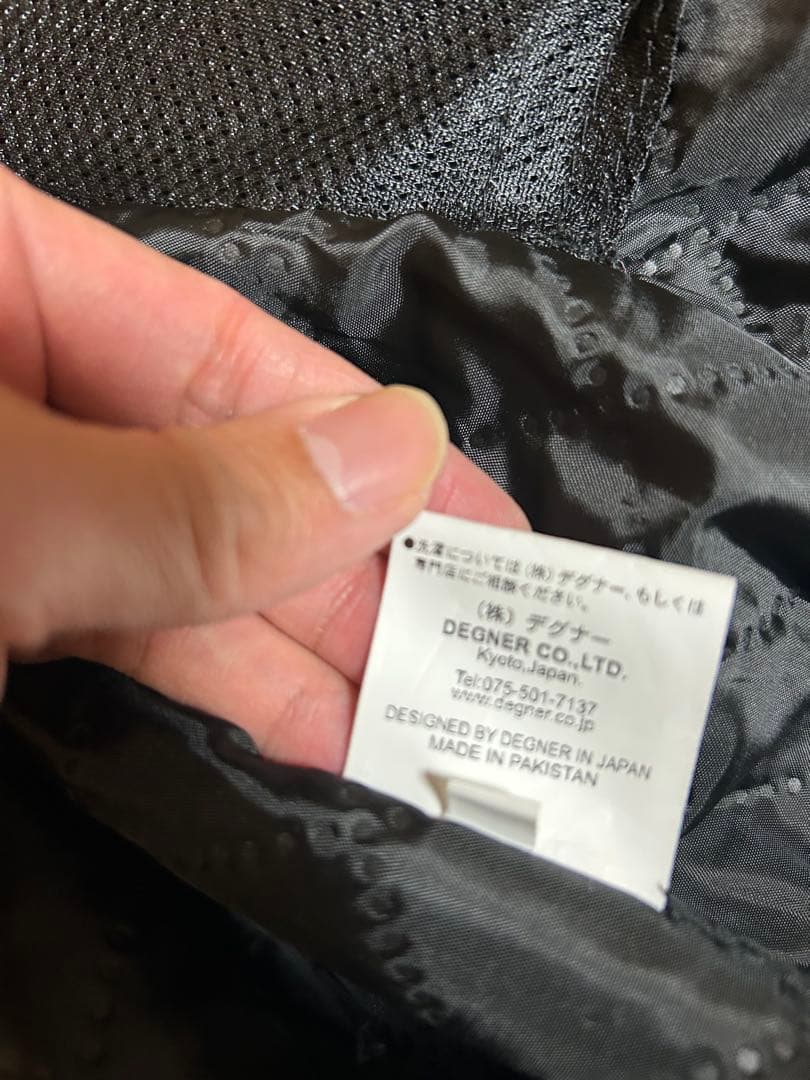 ●洗濯については(株)デグナー、もしくは
専門店にご相談ください。
(株)デグナー
DEGNER CO.,LTD.
Kyoto,Japan.
Tel:075-501-7137
www.degner.co.jp
DESIGNED BY DEGNER IN JAPAN
MADE IN PAKISTAN